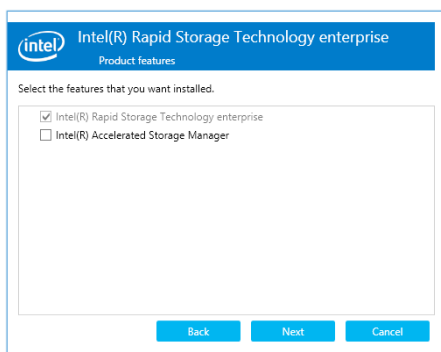 intel
Intel(R) Rapid Storage Technology enterprise
Product features
Select the features that you want installed.
Intel(R) Rapid Storage Technology enterprise
Intel(R) Accelerated Storage Manager
Back Next Cancel